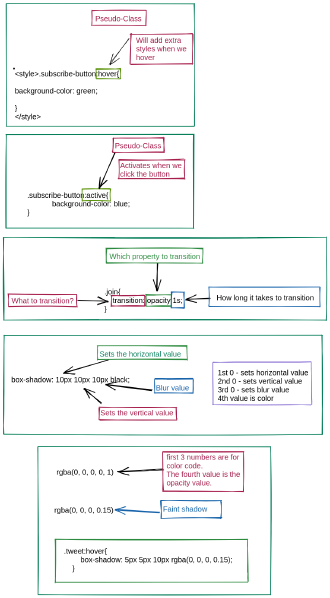 Pseudo-Class
Will add extra
styles when we
hover
<style>.subscribe-button:hover{
background-color: green;
}
</style>
Pseudo-Class
Activates when we
click the button
.subscribe-button:active{
background-color: blue;
}
Which property to transition
.join{
What to transition?
transition: opacity 1s;
How long it takes to transition
}
Sets the horizontal value
box-shadow: 10px 10px 10px black;
Blur value
Sets the vertical value
1st 0 - sets horizontal value
2nd 0 - sets vertical value
3rd 0 - sets blur value
4th value is color
first 3 numbers are for
color code.
The fourth value is the
opacity value.
rgba(0, 0, 0, 0, 1)
rgba(0, 0, 0, 0.15)
Faint shadow
.tweet:hover{
box-shadow: 5px 5px 10px rgba(0, 0, 0, 0.15);
}